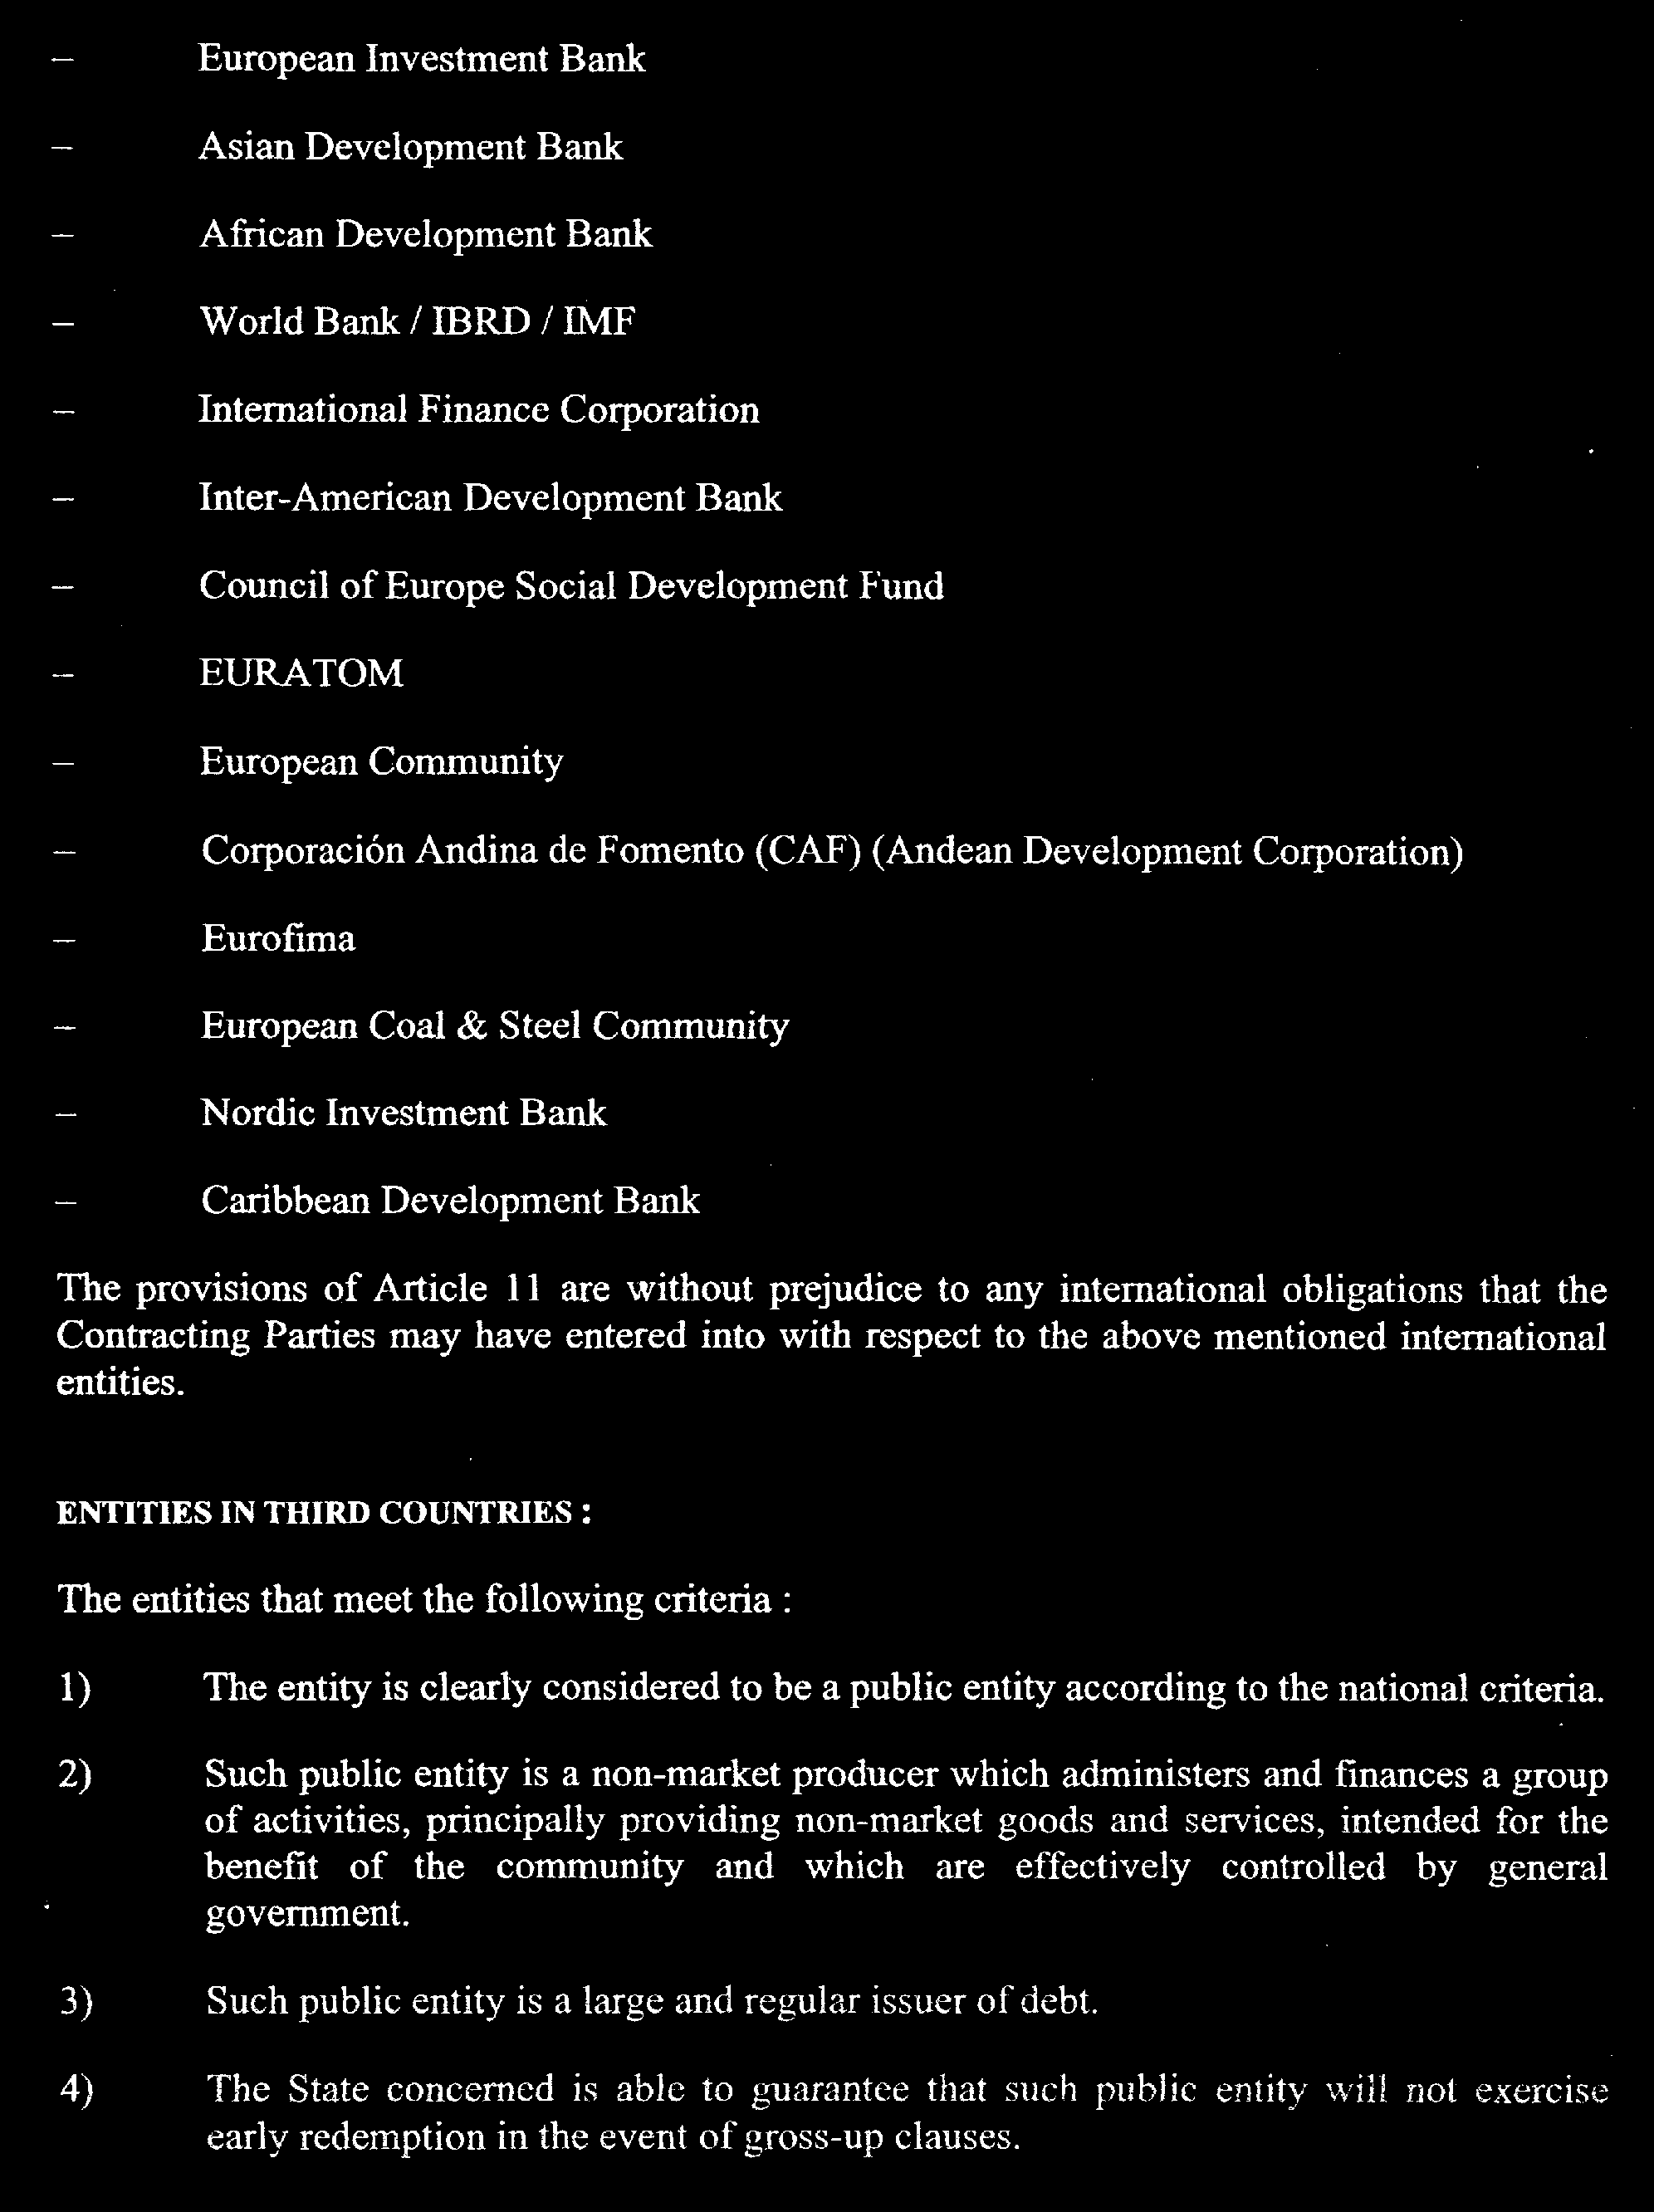 – European Investment Bank
– Asian Development Bank
– African Development Bank
– World Bank / IBRD / IMF
– International Finance Corporation
– Inter-American Development Bank
– Council of Europe Social Development Fund
– EURATOM
– European Community
– Corporación Andina de Fomento (CAF) (Andean Development Corporation)
– Eurofima
– European Coal & Steel Community
– Nordic Investment Bank
– Caribbean Development Bank
The provisions of Article 11 are without prejudice to any international obligations that the
Contracting Parties may have entered into with respect to the above mentioned international
entities.
ENTITIES IN THIRD COUNTRIES :
The entities that meet the following criteria :
1) The entity is clearly considered to be a public entity according to the national criteria.
2) Such public entity is a non-market producer which administers and finances a group
of activities, principally providing non-market goods and services, intended for the
benefit of the community and which are effectively controlled by general
government.
3) Such public entity is a large and regular issuer of debt.
4) The State concerned is able to guarantee that such public entity will not exercise
early redemption in the event of gross-up clauses.